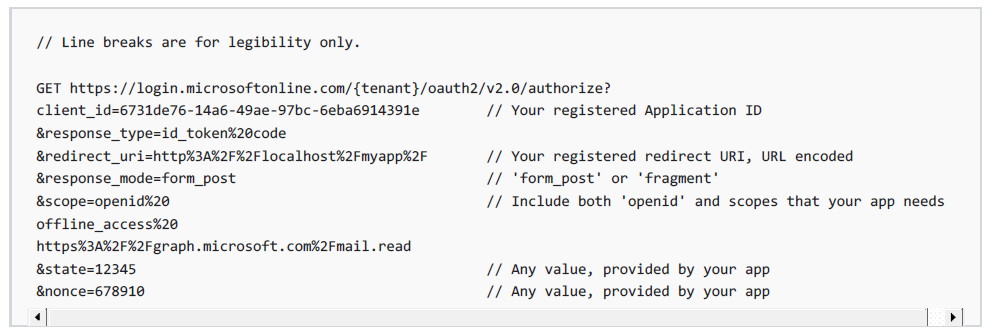 // Line breaks are for legibility only.
GET https://login.microsoftonline.com/{tenant}/oauth2/v2.0/authorize?
client_id=6731de76-14a6-49ae-97bc-6eba6914391e // Your registered Application ID
&response_type=id_token%20code
&redirect_uri=http%3A%2F%2Flocalhost%2Fmyapp%2F // Your registered redirect URI, URL encoded
&response_mode=form_post // 'form_post' or 'fragment'
&scope=openid%20 // Include both 'openid' and scopes that your app needs
offline_access%20
https%3A%2F%2Fgraph.microsoft.com%2Fmail.read
&state=12345 // Any value, provided by your app
&nonce=678910 // Any value, provided by your app